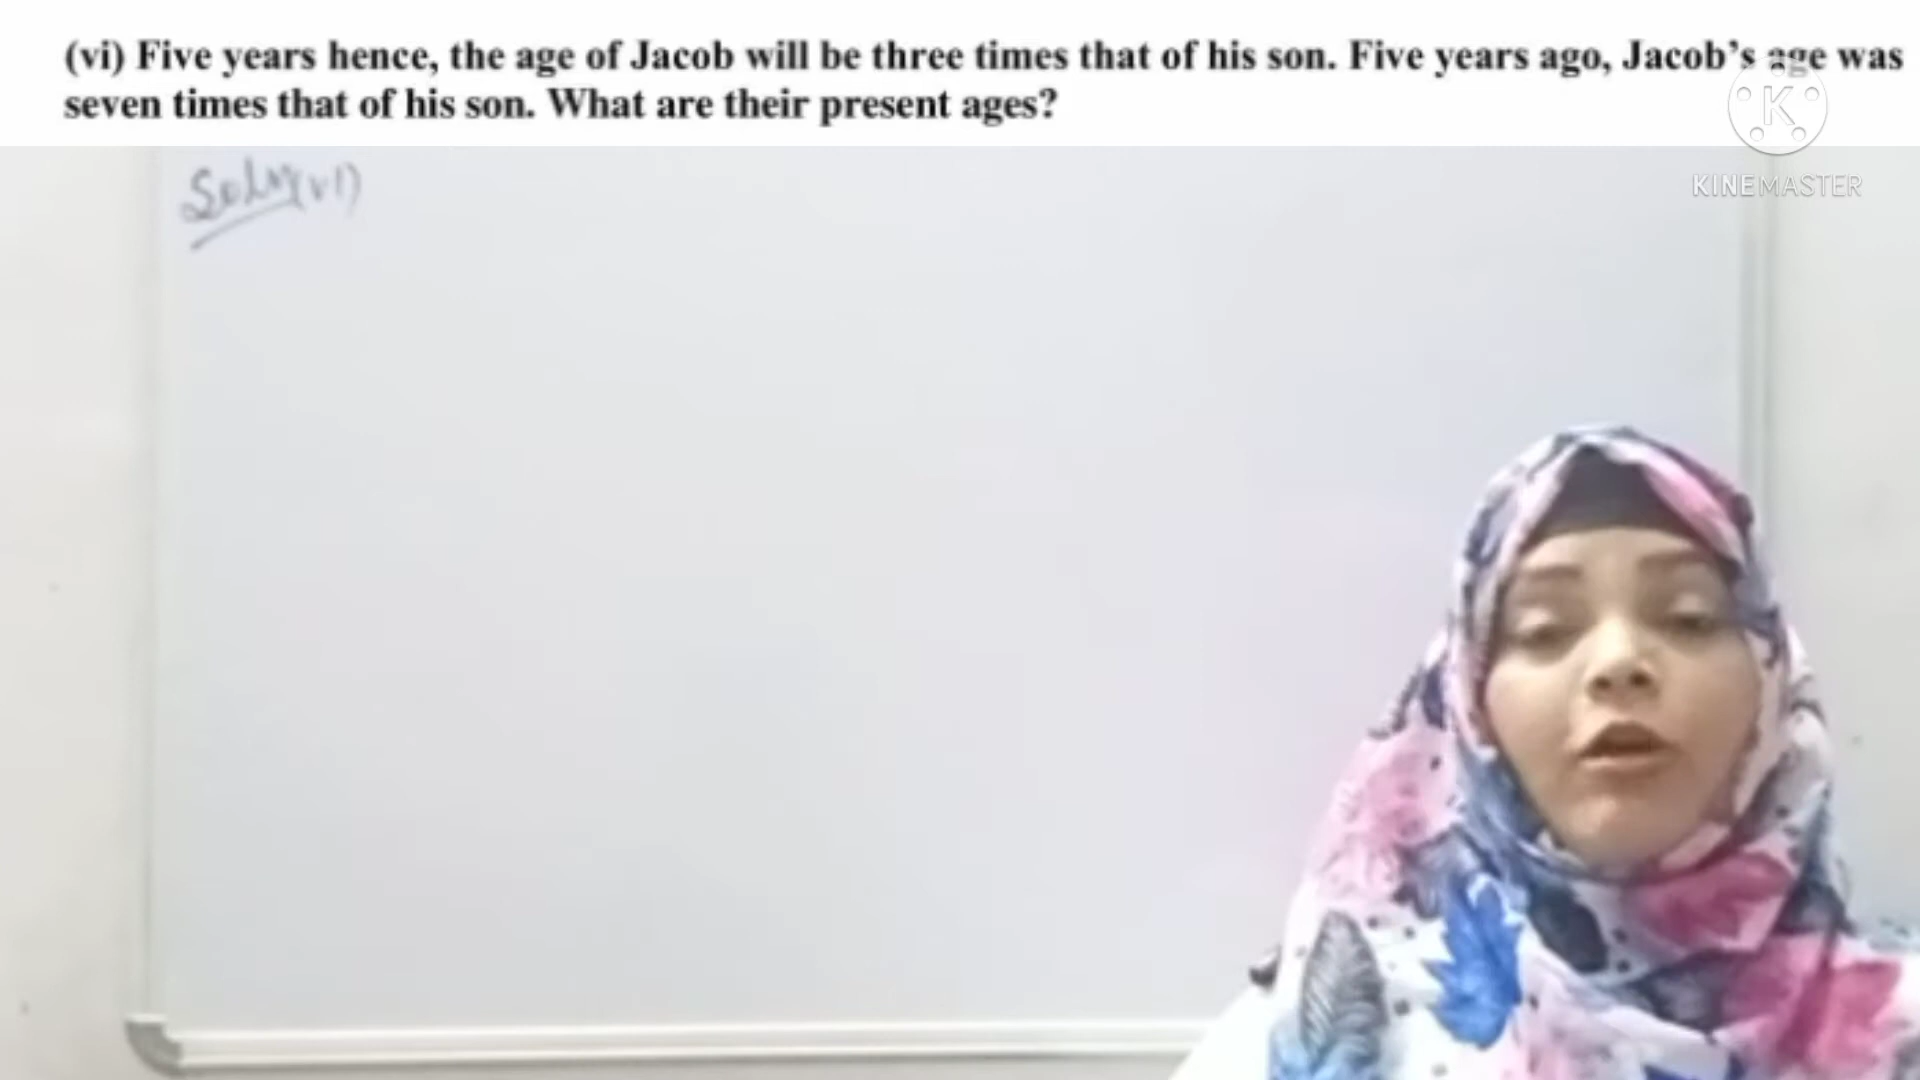 (vi) Five years hence, the age of Jacob will be three times that of his son. Five years ago, Jacob’s age was
seven times that of his son. What are their present ages?
Soln(vi)
K
KINEMASTER